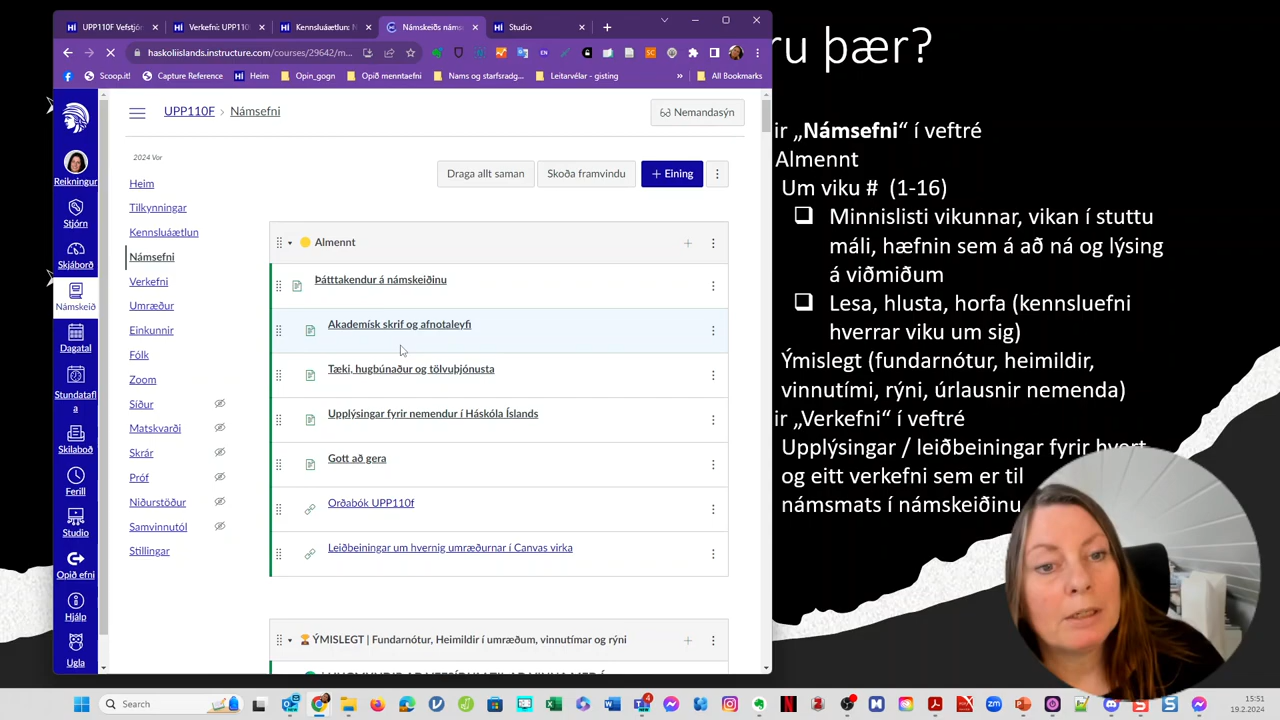 UPP110F Vefstjó
Verkefni: UPP110
Kennsluáætlun: N
Námskeiðs náms
Studio
haskoliislands.instructure.com/courses/29642/m...
Scoop.it!
Capture Reference
Heim
Opin_gogn
Opið menntaefni
Nams og starfsradg...
Leitarvélar - gisting
All Bookmarks
ru þær?
UPP110F › Námsefni
Nemandasýn
2024 Vor
Draga allt saman
Skoða framvindu
+ Eining
Reikningur
Stjórn
Skjáborð
Námskeið
Dagatal
Stundatafla
Skilaboð
Ferill
Studio
Opið efni
Hjálp
Ugla
Heim
Tilkynningar
Kennsluáætlun
Námsefni
Verkefni
Umræður
Einkunnir
Fólk
Zoom
Síður
Matskvarði
Skrár
Próf
Niðurstöður
Samvinnutól
Stillingar
Almennt
Þátttakendur á námskeiðinu
Akademísk skrif og afnotaleyfi
Tæki, hugbúnaður og tölvuþjónusta
Upplýsingar fyrir nemendur í Háskóla Íslands
Gott að gera
Orðabók UPP110f
Leiðbeiningar um hvernig umræðurnar í Canvas virka
ÝMISLEGT | Fundarnótur, Heimildir í umræðum, vinnutímar og rýni
ir „Námsefni“ í veftré
Almennt
Um viku # (1-16)
Minnislisti vikunnar, vikan í stuttu
máli, hæfnin sem á að ná og lýsing
á viðmiðum
Lesa, hlusta, horfa (kennsluefni
hverrar viku um sig)
Ýmislegt (fundarnótur, heimildir,
vinnutími, rýni, úrlausnir nemenda)
ir „Verkefni“ í veftré
Upplýsingar / leiðbeiningar fyrir hvert
og eitt verkefni sem er til
námsmats í námskeiðinu
Search
15:51
19.2.2024